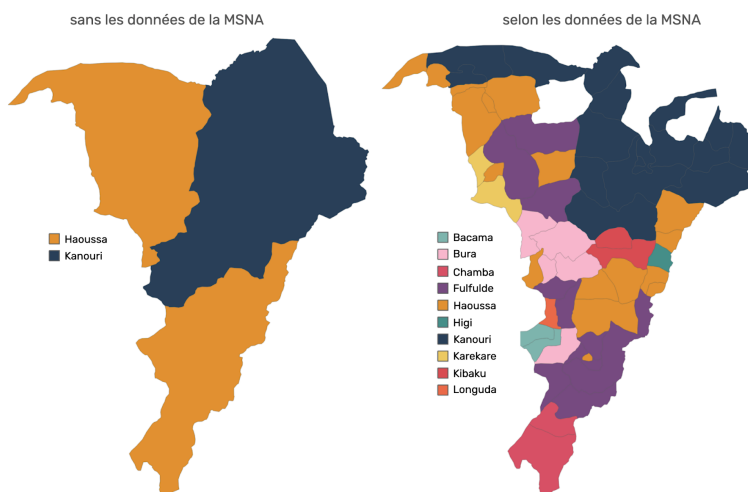 sans les données de la MSNA
Haoussa
Kanouri
selon les données de la MSNA
Bacama
Bura
Chamba
Fulfulde
Haoussa
Higi
Kanouri
Karekare
Kibaku
Longuda